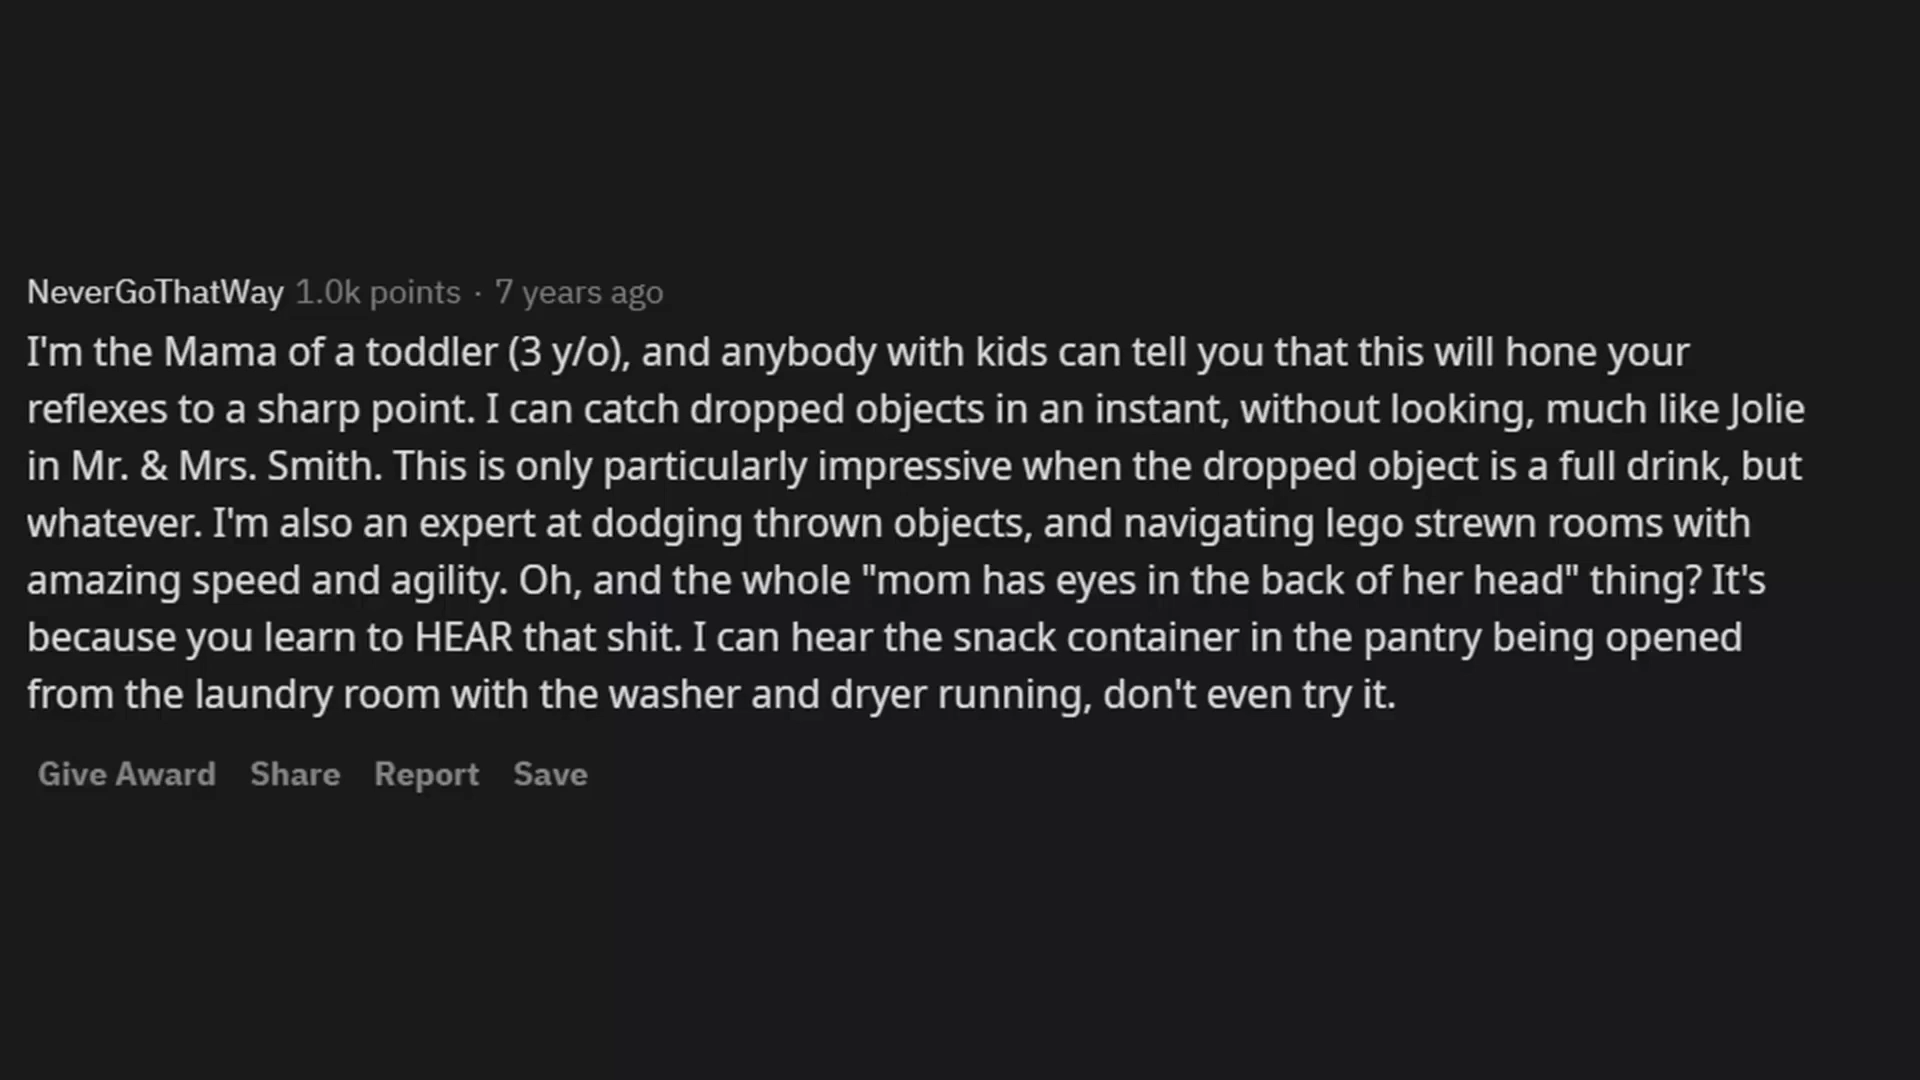 NeverGoThatWay 1.0k points · 7 years ago
I'm the Mama of a toddler (3 y/o), and anybody with kids can tell you that this will hone your
reflexes to a sharp point. I can catch dropped objects in an instant, without looking, much like Jolie
in Mr. & Mrs. Smith. This is only particularly impressive when the dropped object is a full drink, but
whatever. I'm also an expert at dodging thrown objects, and navigating lego strewn rooms with
amazing speed and agility. Oh, and the whole "mom has eyes in the back of her head" thing? It's
because you learn to HEAR that shit. I can hear the snack container in the pantry being opened
from the laundry room with the washer and dryer running, don't even try it.
Give Award Share Report Save